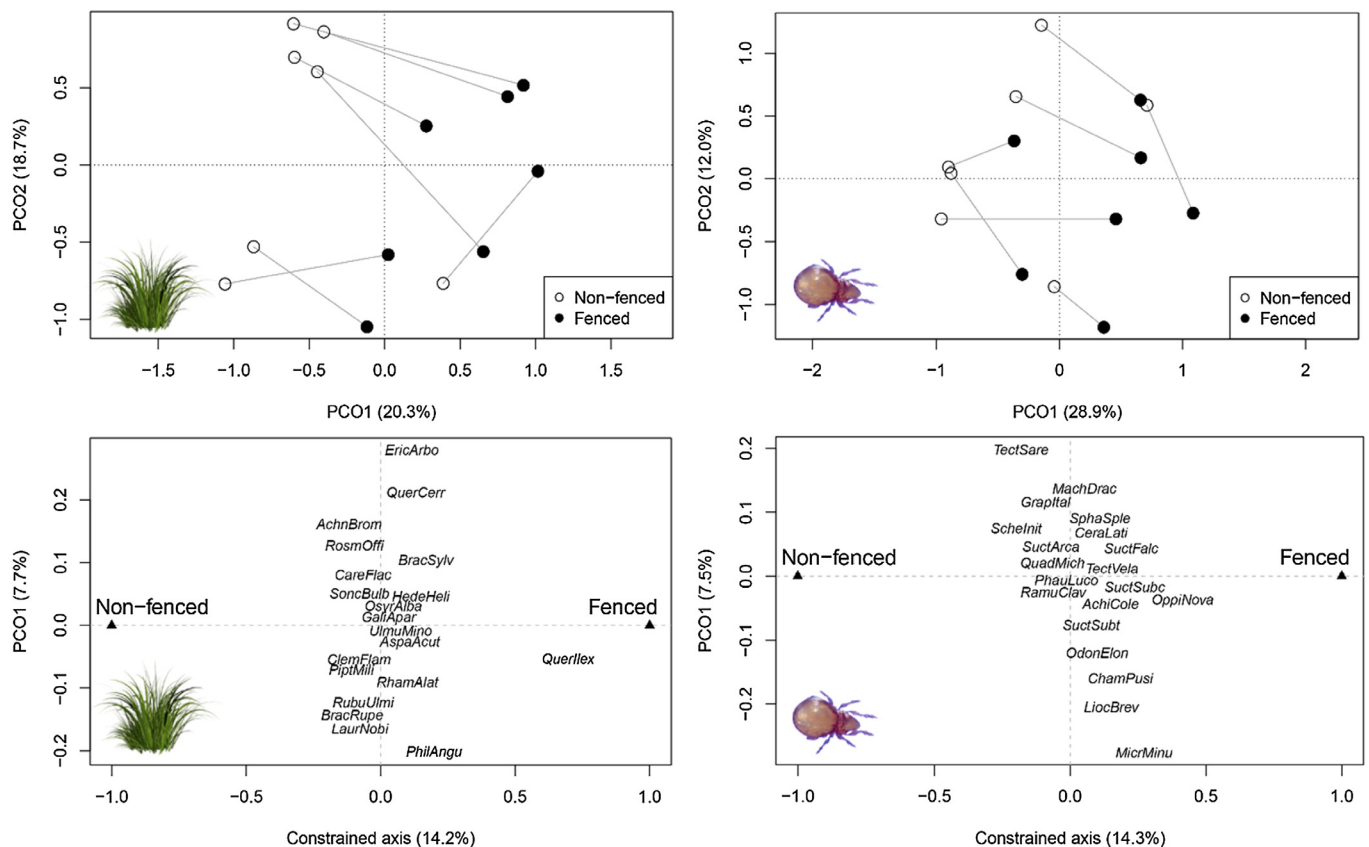 PCO2 (18.7%)
0.5
0.0
−0.5
−1.0
Non−fenced
Fenced
−1.5
−1.0
−0.5
0.0
0.5
1.0
1.5
PCO1 (20.3%)
PCO2 (12.0%)
1.0
0.5
0.0
−0.5
−1.0
Non−fenced
Fenced
−2
−1
0
1
2
PCO1 (28.9%)
PCO1 (7.7%)
0.2
0.1
0.0
−0.1
−0.2
EricArbo
QuerCerr
AchnBrom
RosmOffi
BracSylv
CareFlac
SoncBulb
HedeHeli
OsyrAlba
Non−fenced
Fenced
GaliApar
UlmuMino
AspaAcut
ClemFlam
QuerIlex
PiptMili
RhamAlat
RubuUlmi
BracRupe
LaurNobi
PhilAngu
−1.0
−0.5
0.0
0.5
1.0
Constrained axis (14.2%)
PCO1 (7.5%)
0.2
0.1
0.0
−0.1
−0.2
TectSare
MachDrac
GrapItal
SphaSple
ScheInit
CeraLati
SuctArca
SuctFalc
Non−fenced
Fenced
QuadMich
TectVela
PhauLuco
SuctSubc
RamuClav
OppiNova
AchiCole
SuctSubt
OdonElon
ChamPusi
LiocBrev
MicrMinu
−1.0
−0.5
0.0
0.5
1.0
Constrained axis (14.3%)